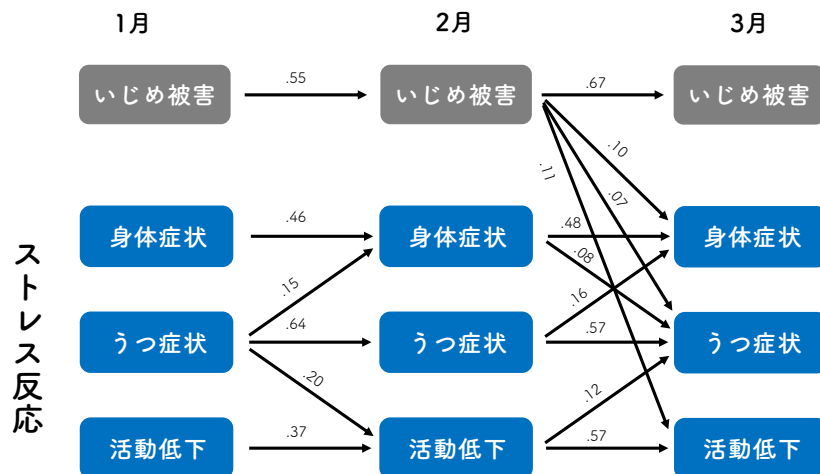 1月 2月 3月
いじめ被害 .55 いじめ被害 .67 いじめ被害
.10
.11
.07
身体症状 .46 身体症状 .48 身体症状
.08
.15 .16
うつ症状 .64 うつ症状 .57 うつ症状
.20 .12
活動低下 .37 活動低下 .57 活動低下
ストレス反応